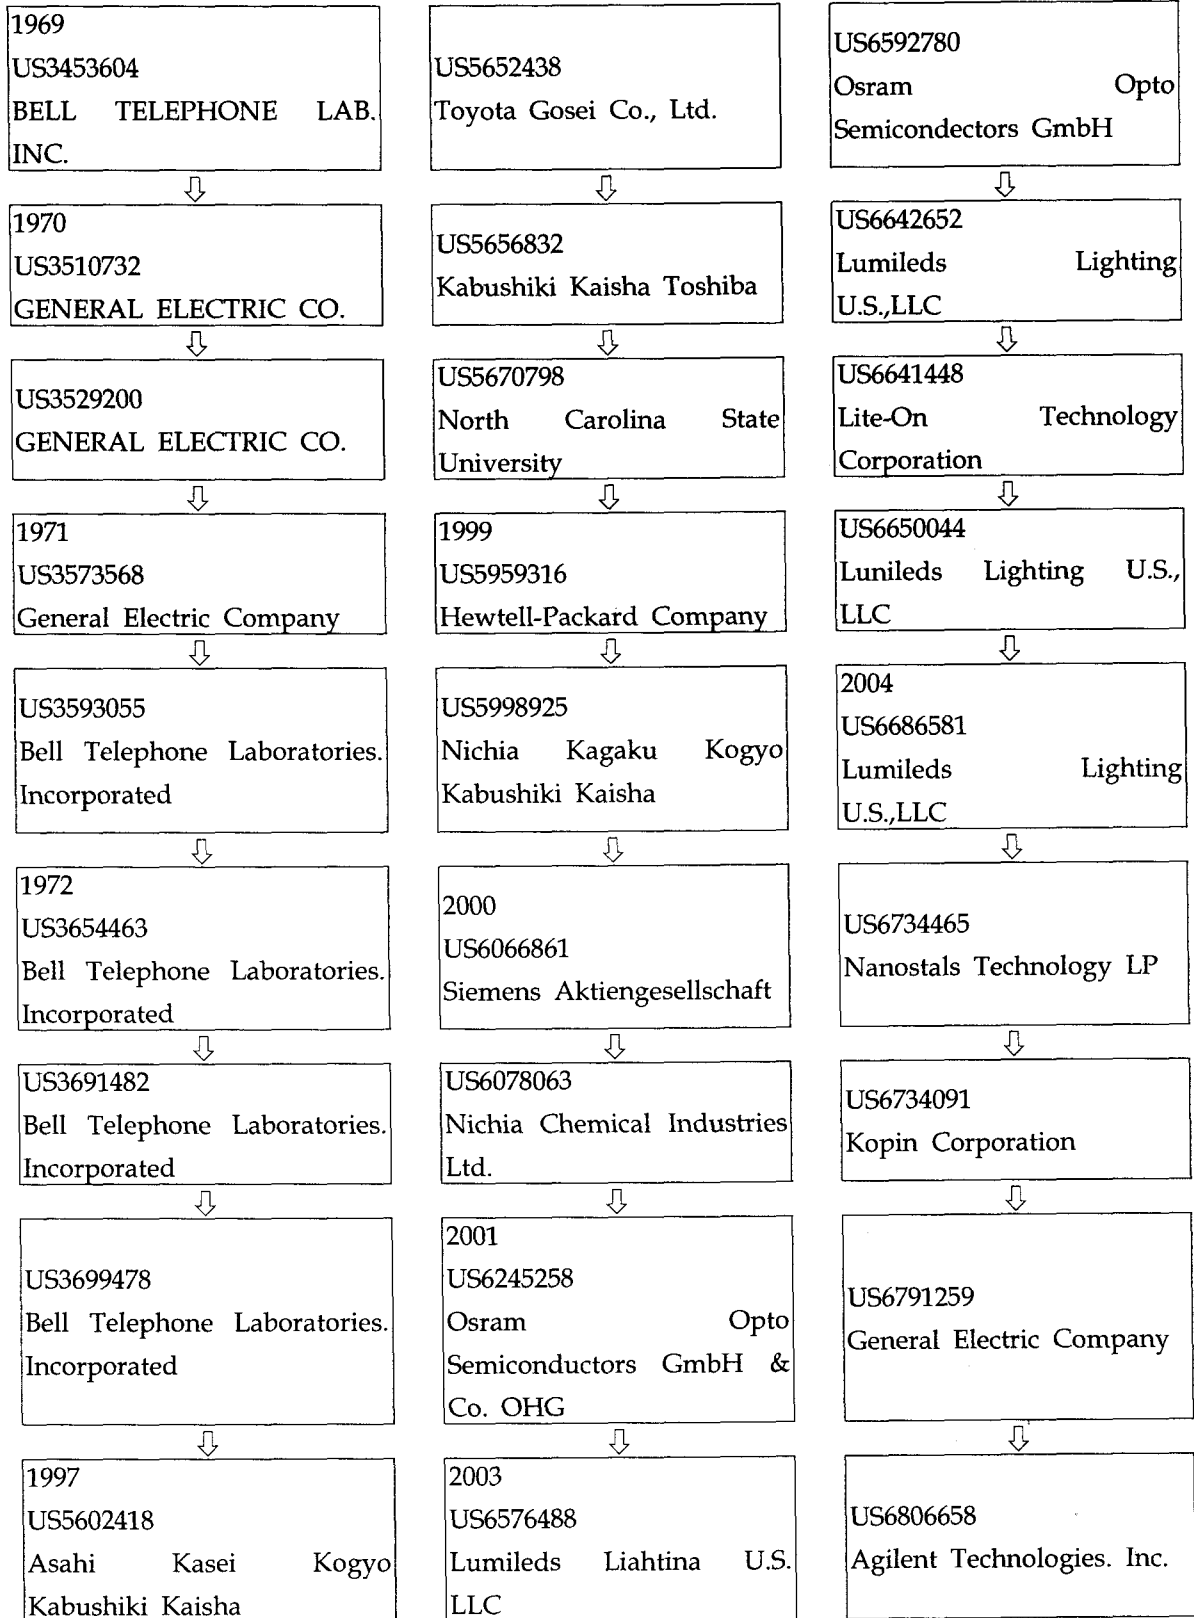 1969
US3453604
BELL TELEPHONE LAB.
INC.
1970
US3510732
GENERAL ELECTRIC CO.
US3529200
GENERAL ELECTRIC CO.
1971
US3573568
General Electric Company
US3593055
Bell Telephone Laboratories.
Incorporated
1972
US3654463
Bell Telephone Laboratories.
Incorporated
US3691482
Bell Telephone Laboratories.
Incorporated
US3699478
Bell Telephone Laboratories.
Incorporated
1997
US5602418
Asahi Kasei Kogyo
Kabushiki Kaisha
US5652438
Toyota Gosei Co., Ltd.
US5656832
Kabushiki Kaisha Toshiba
US5670798
North Carolina State
University
1999
US5959316
Hewtell-Packard Company
US5998925
Nichia Kagaku Kogyo
Kabushiki Kaisha
2000
US6066861
Siemens Aktiengesellschaft
US6078063
Nichia Chemical Industries
Ltd.
2001
US6245258
Osram Opto
Semiconductors GmbH &
Co. OHG
2003
US6576488
Lumileds Liahtina U.S.
LLC
US6592780
Osram Opto
Semicondectors GmbH
US6642652
Lumileds Lighting
U.S.,LLC
US6641448
Lite-On Technology
Corporation
US6650044
Lunileds Lighting U.S.,
LLC
2004
US6686581
Lumileds Lighting
U.S.,LLC
US6734465
Nanostals Technology LP
US6734091
Kopin Corporation
US6791259
General Electric Company
US6806658
Agilent Technologies. Inc.